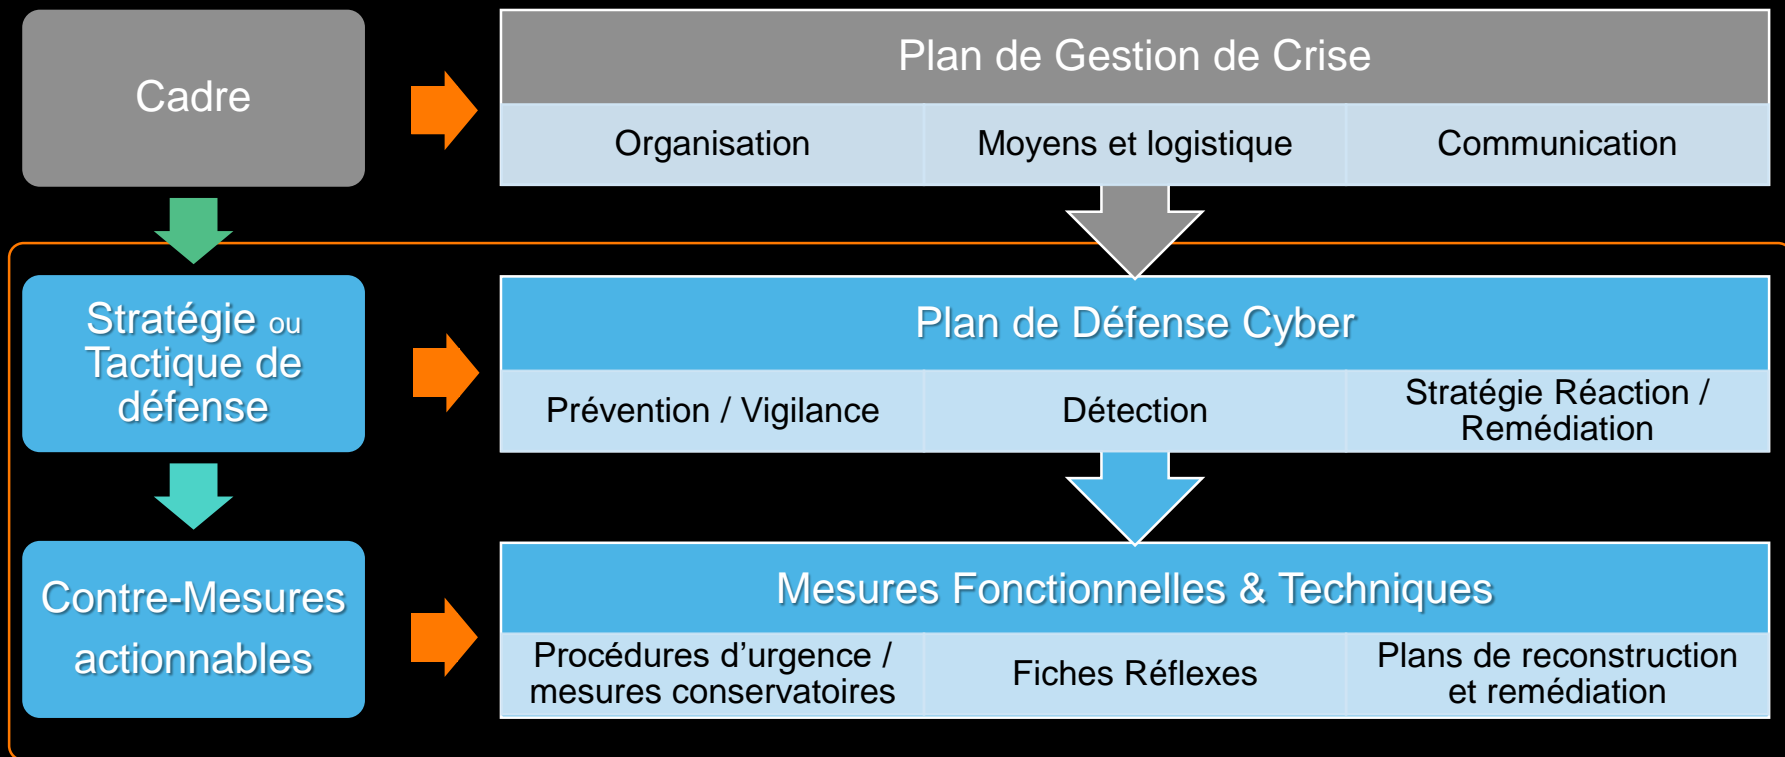 Cadre
Plan de Gestion de Crise
Organisation
Moyens et logistique
Communication
Stratégie ou
Tactique de
défense
Plan de Défense Cyber
Prévention / Vigilance
Détection
Stratégie Réaction /
Remédiation
Contre-Mesures
actionnables
Mesures Fonctionnelles & Techniques
Procédures d’urgence /
mesures conservatoires
Fiches Réflexes
Plans de reconstruction
et remédiation